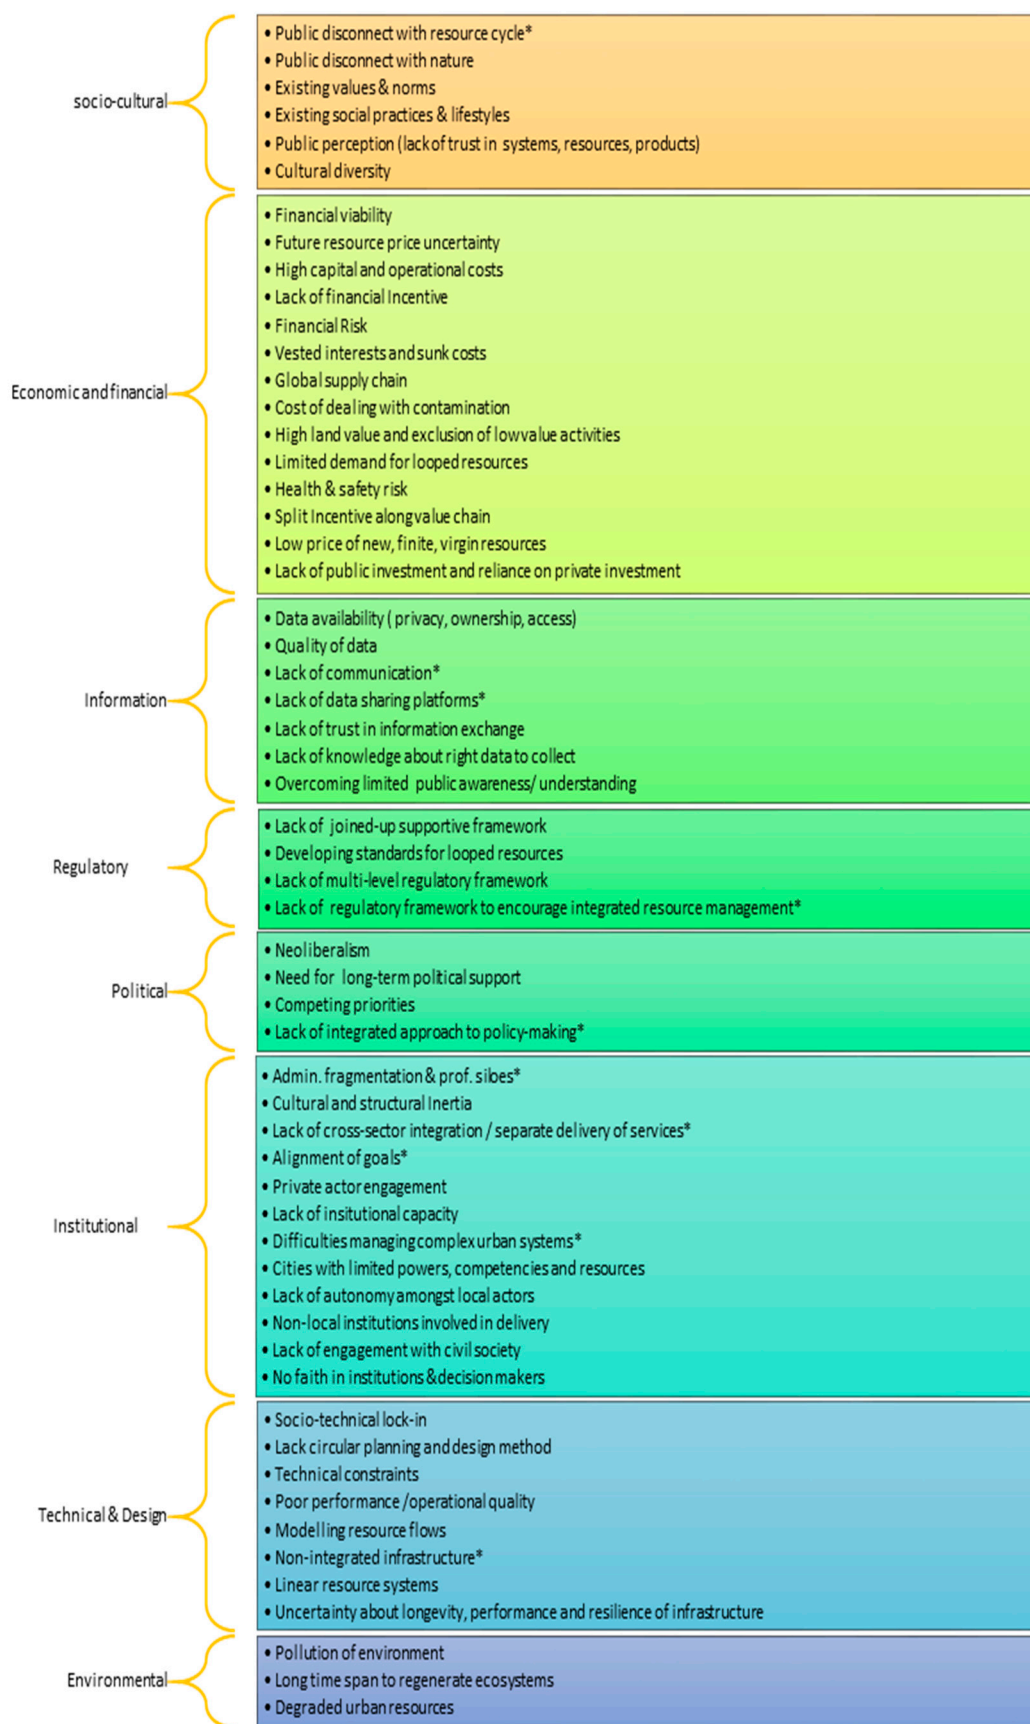 socio-cultural
• Public disconnect with resource cycle*
• Public disconnect with nature
• Existing values & norms
• Existing social practices & lifestyles
• Public perception (lack of trust in systems, resources, products)
• Cultural diversity
Economic and financial
• Financial viability
• Future resource price uncertainty
• High capital and operational costs
• Lack of financial Incentive
• Financial Risk
• Vested interests and sunk costs
• Global supply chain
• Cost of dealing with contamination
• High land value and exclusion of low value activities
• Limited demand for looped resources
• Health & safety risk
• Split Incentive along value chain
• Low price of new, finite, virgin resources
• Lack of public investment and reliance on private investment
Information
• Data availability ( privacy, ownership, access)
• Quality of data
• Lack of communication*
• Lack of data sharing platforms*
• Lack of trust in information exchange
• Lack of knowledge about right data to collect
• Overcoming limited public awareness/ understanding
Regulatory
• Lack of joined-up supportive framework
• Developing standards for looped resources
• Lack of multi-level regulatory framework
• Lack of regulatory framework to encourage integrated resource management*
Political
• Neoliberalism
• Need for long-term political support
• Competing priorities
• Lack of integrated approach to policy-making*
Institutional
• Admin. fragmentation & prof. siloes*
• Cultural and structural Inertia
• Lack of cross-sector integration / separate delivery of services*
• Alignment of goals*
• Private actor engagement
• Lack of insitutional capacity
• Difficulties managing complex urban systems*
• Cities with limited powers, competencies and resources
• Lack of autonomy amongst local actors
• Non-local institutions involved in delivery
• Lack of engagement with civil society
• No faith in institutions & decision makers
Technical & Design
• Socio-technical lock-in
• Lack circular planning and design method
• Technical constraints
• Poor performance /operational quality
• Modelling resource flows
• Non-integrated infrastructure*
• Linear resource systems
• Uncertainty about longevity, performance and resilience of infrastructure
Environmental
• Pollution of environment
• Long time span to regenerate ecosystems
• Degraded urban resources